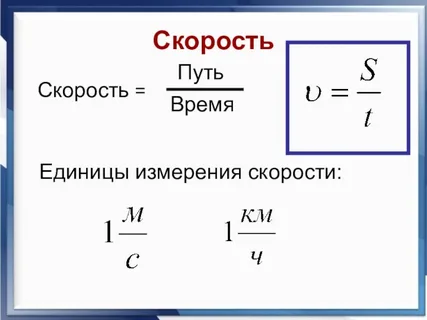 Скорость
Скорость = Путь / Время
υ = S / t
Единицы измерения скорости:
1 м/с 1 км/ч